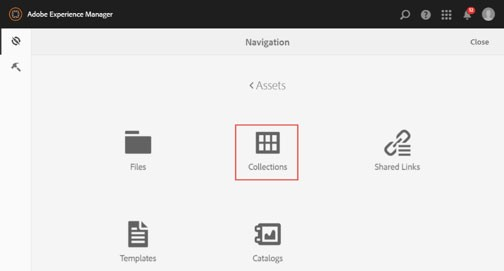 Adobe Experience Manager
Navigation
Close
Assets
Files
Collections
Shared Links
Templates
Catalogs